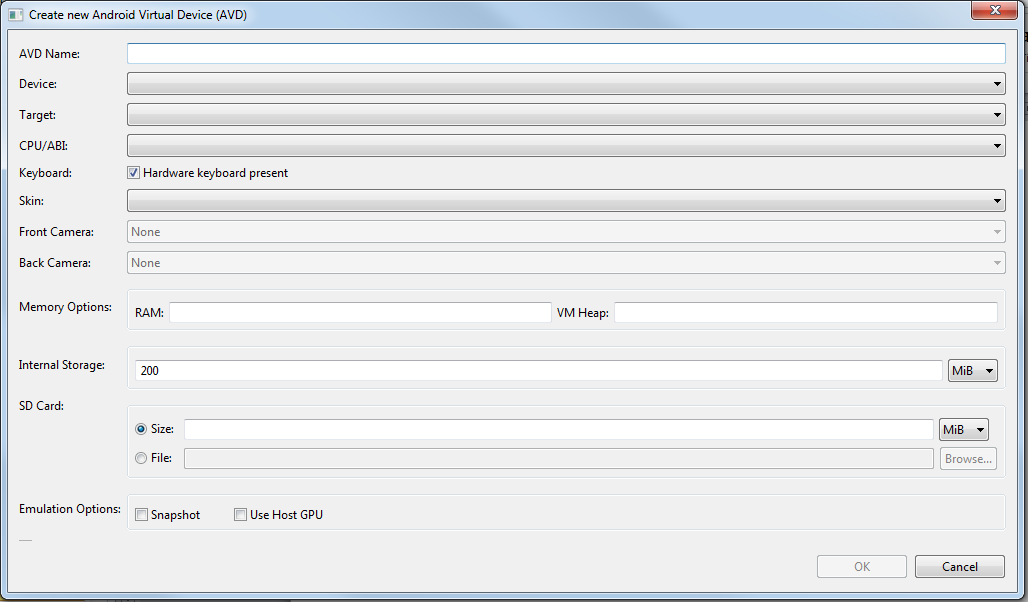 Create new Android Virtual Device (AVD)
AVD Name:
Device:
Target:
CPU/ABI:
Keyboard: Hardware keyboard present
Skin:
Front Camera: None
Back Camera: None
Memory Options: RAM: VM Heap:
Internal Storage: 200 MiB
SD Card:
Size: MiB
File: Browse...
Emulation Options: Snapshot Use Host GPU
OK Cancel